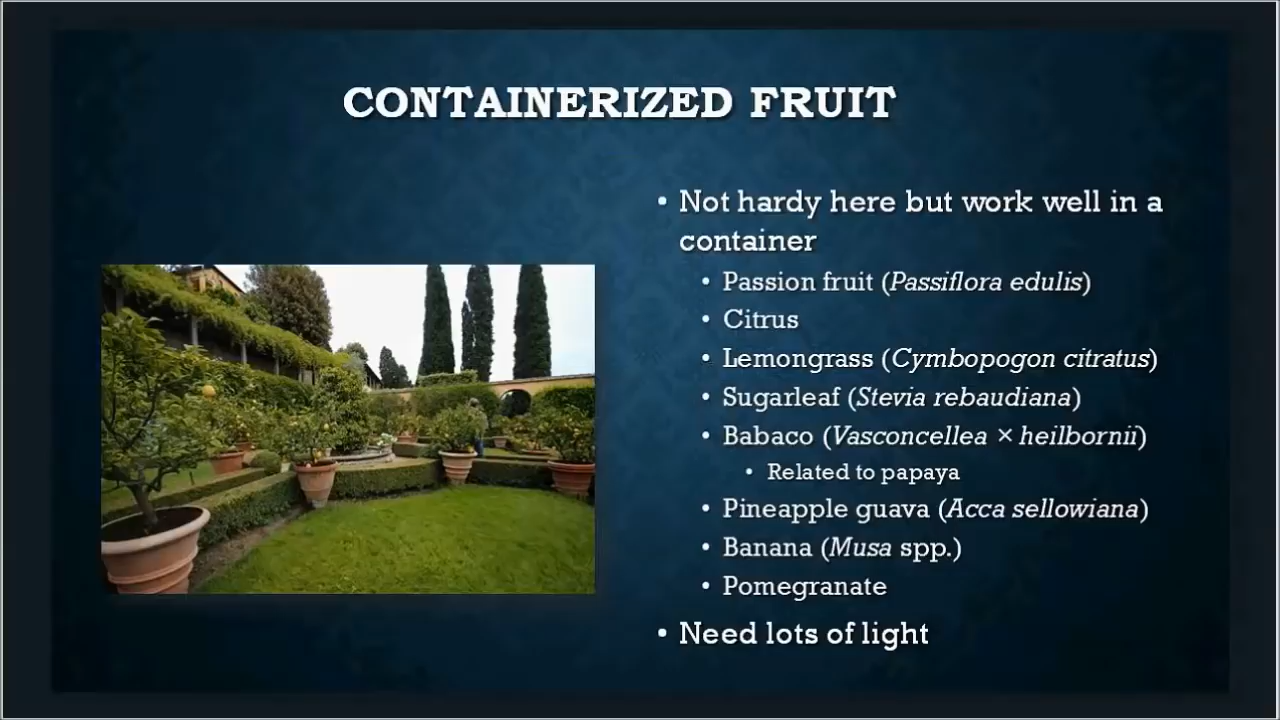 CONTAINERIZED FRUIT
• Not hardy here but work well in a
container
• Passion fruit (Passiflora edulis)
• Citrus
• Lemongrass (Cymbopogon citratus)
• Sugarleaf (Stevia rebaudiana)
• Babaco (Vasconcellea × heilbornii)
• Related to papaya
• Pineapple guava (Acca sellowiana)
• Banana (Musa spp.)
• Pomegranate
• Need lots of light